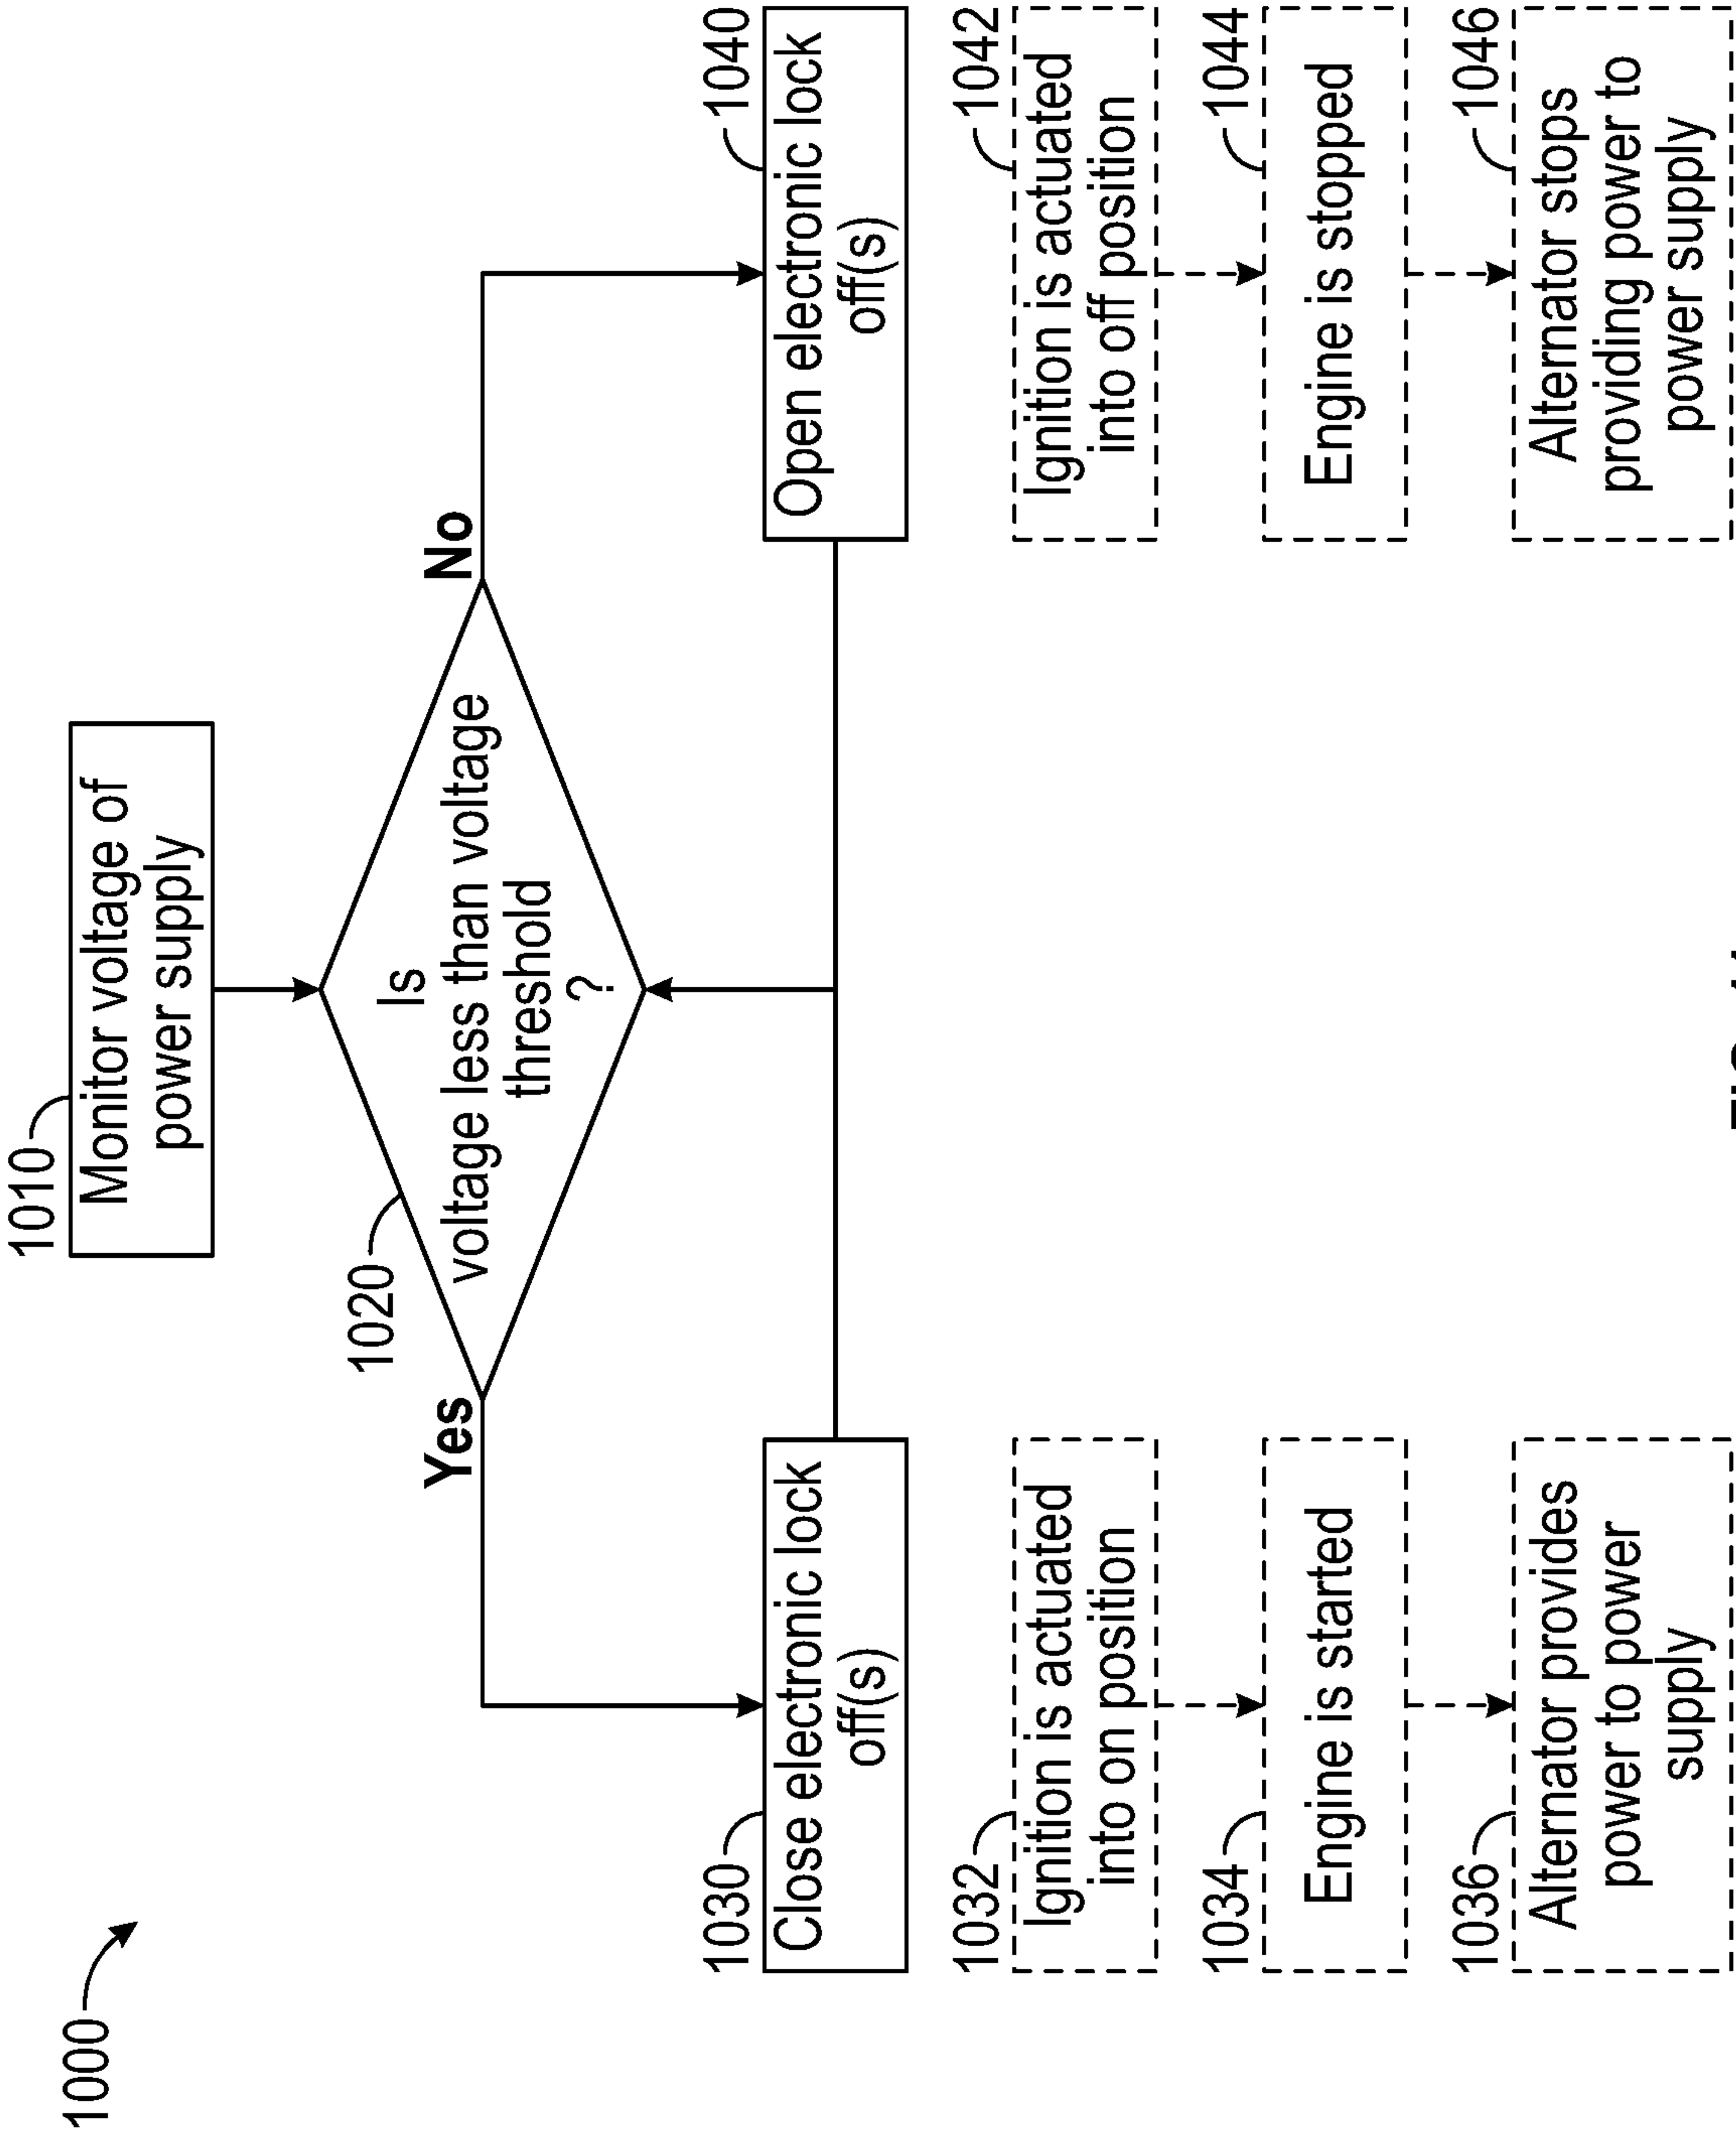 1000
1010
Monitor voltage of
power supply
1020
Is
voltage less than voltage
threshold
?
Yes
No
1030
Close electronic lock
off(s)
1040
Open electronic lock
off(s)
1032
Ignition is actuated
into on position
1042
Ignition is actuated
into off position
1034
Engine is started
1044
Engine is stopped
1036
Alternator provides
power to power
supply
1046
Alternator stops
providing power to
power supply